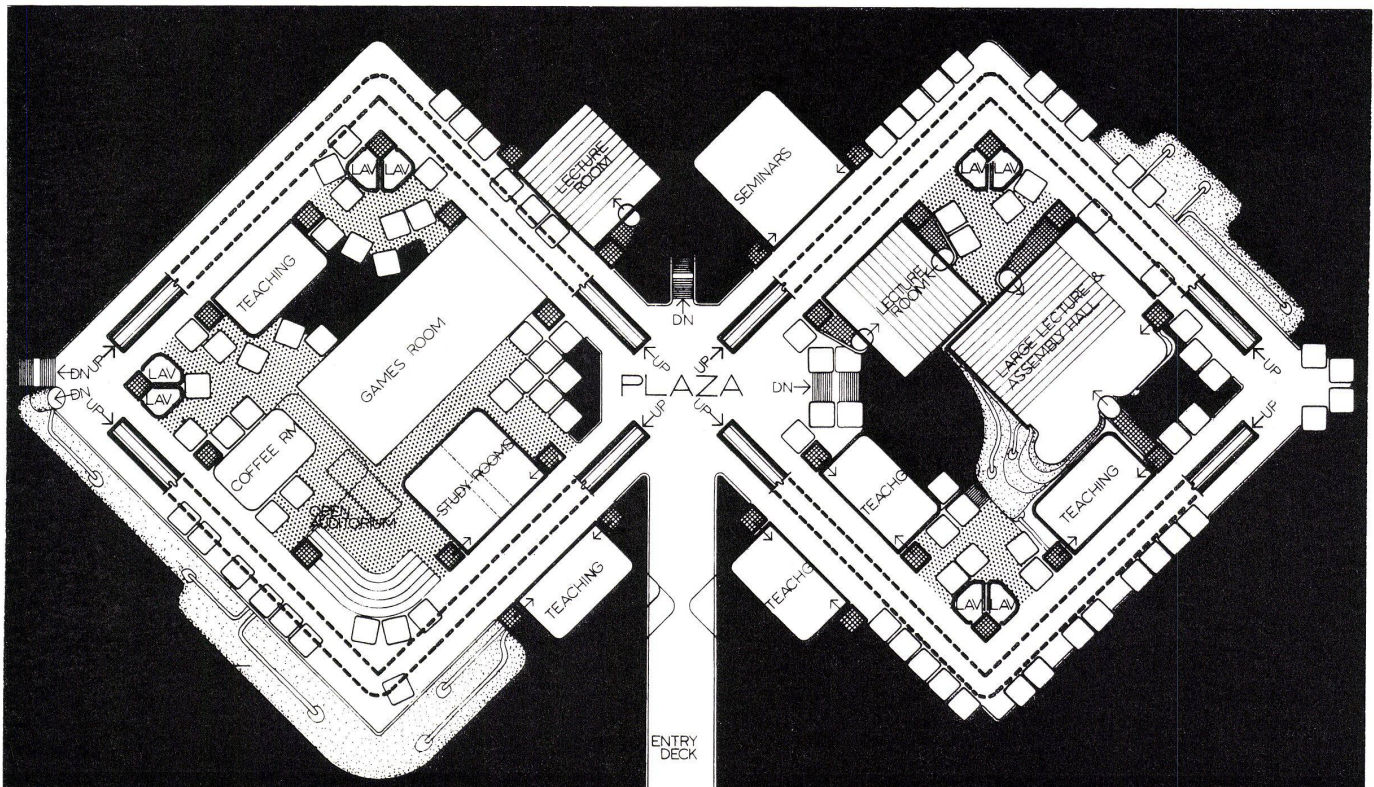 LECTURE
ROOM
SEMINARS
LAV LAV
LAV LAV
TEACHING
LECTURE
ROOM
LARGE LECTURE &
ASSEMBLY HALL
DN
GAMES ROOM
UP
UP
UP
UP
DN
DN
LAV
LAV
PLAZA
DN
UP
UP
UP
UP
COFFEE RM
STUDY ROOMS
OPEN
AUDITORIUM
TEACHG
TEACHING
TEACHING
TEACHG
LAV LAV
ENTRY
DECK